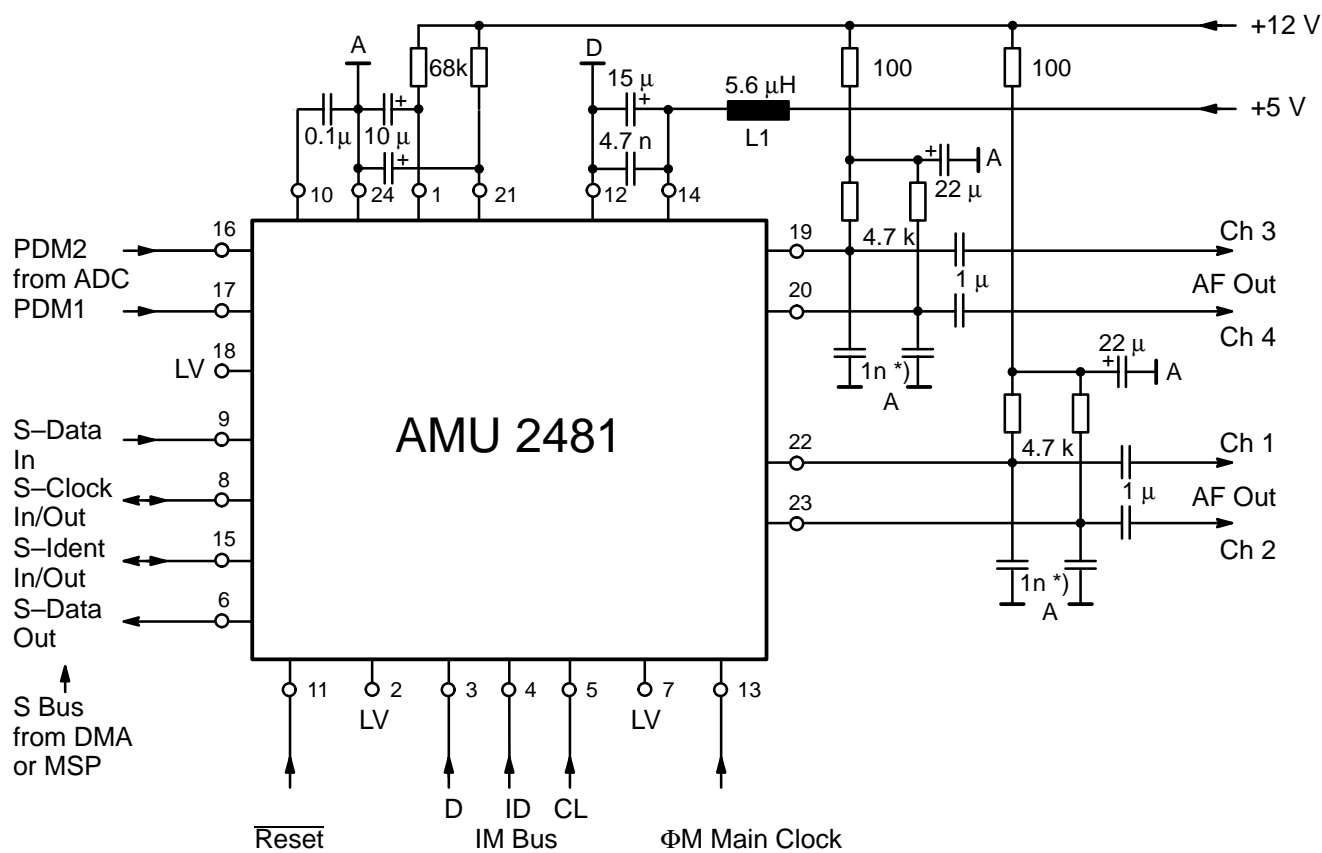 +12 V
A
D
68k
100
100
15 μ
+
5.6 μH
+5 V
+
0.1μ
10 μ
4.7 n
L1
+
+
A
22 μ
10
24
1
21
12
14
16
PDM2
from ADC
PDM1
17
18
LV
19
4.7 k
Ch 3
1 μ
AF Out
20
Ch 4
22 μ
+
A
1n *)
A
AMU 2481
9
S–Data
In
8
S–Clock
In/Out
15
S–Ident
In/Out
6
S–Data
Out
22
4.7 k
Ch 1
1 μ
AF Out
23
Ch 2
1n *)
A
S Bus
from DMA
or MSP
11
2
3
4
5
7
13
LV
LV
D
ID
CL
Reset
IM Bus
ΦM Main Clock